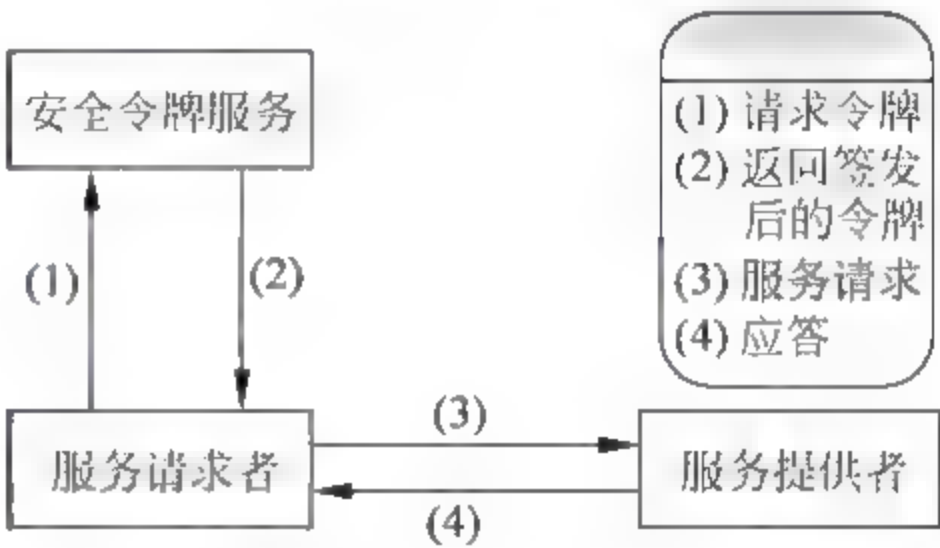 安全令牌服务
(1) 请求令牌
(2) 返回签发
后的令牌
(3) 服务请求
(4) 应答
(1)
(2)
(3)
服务请求者
服务提供者
(4)